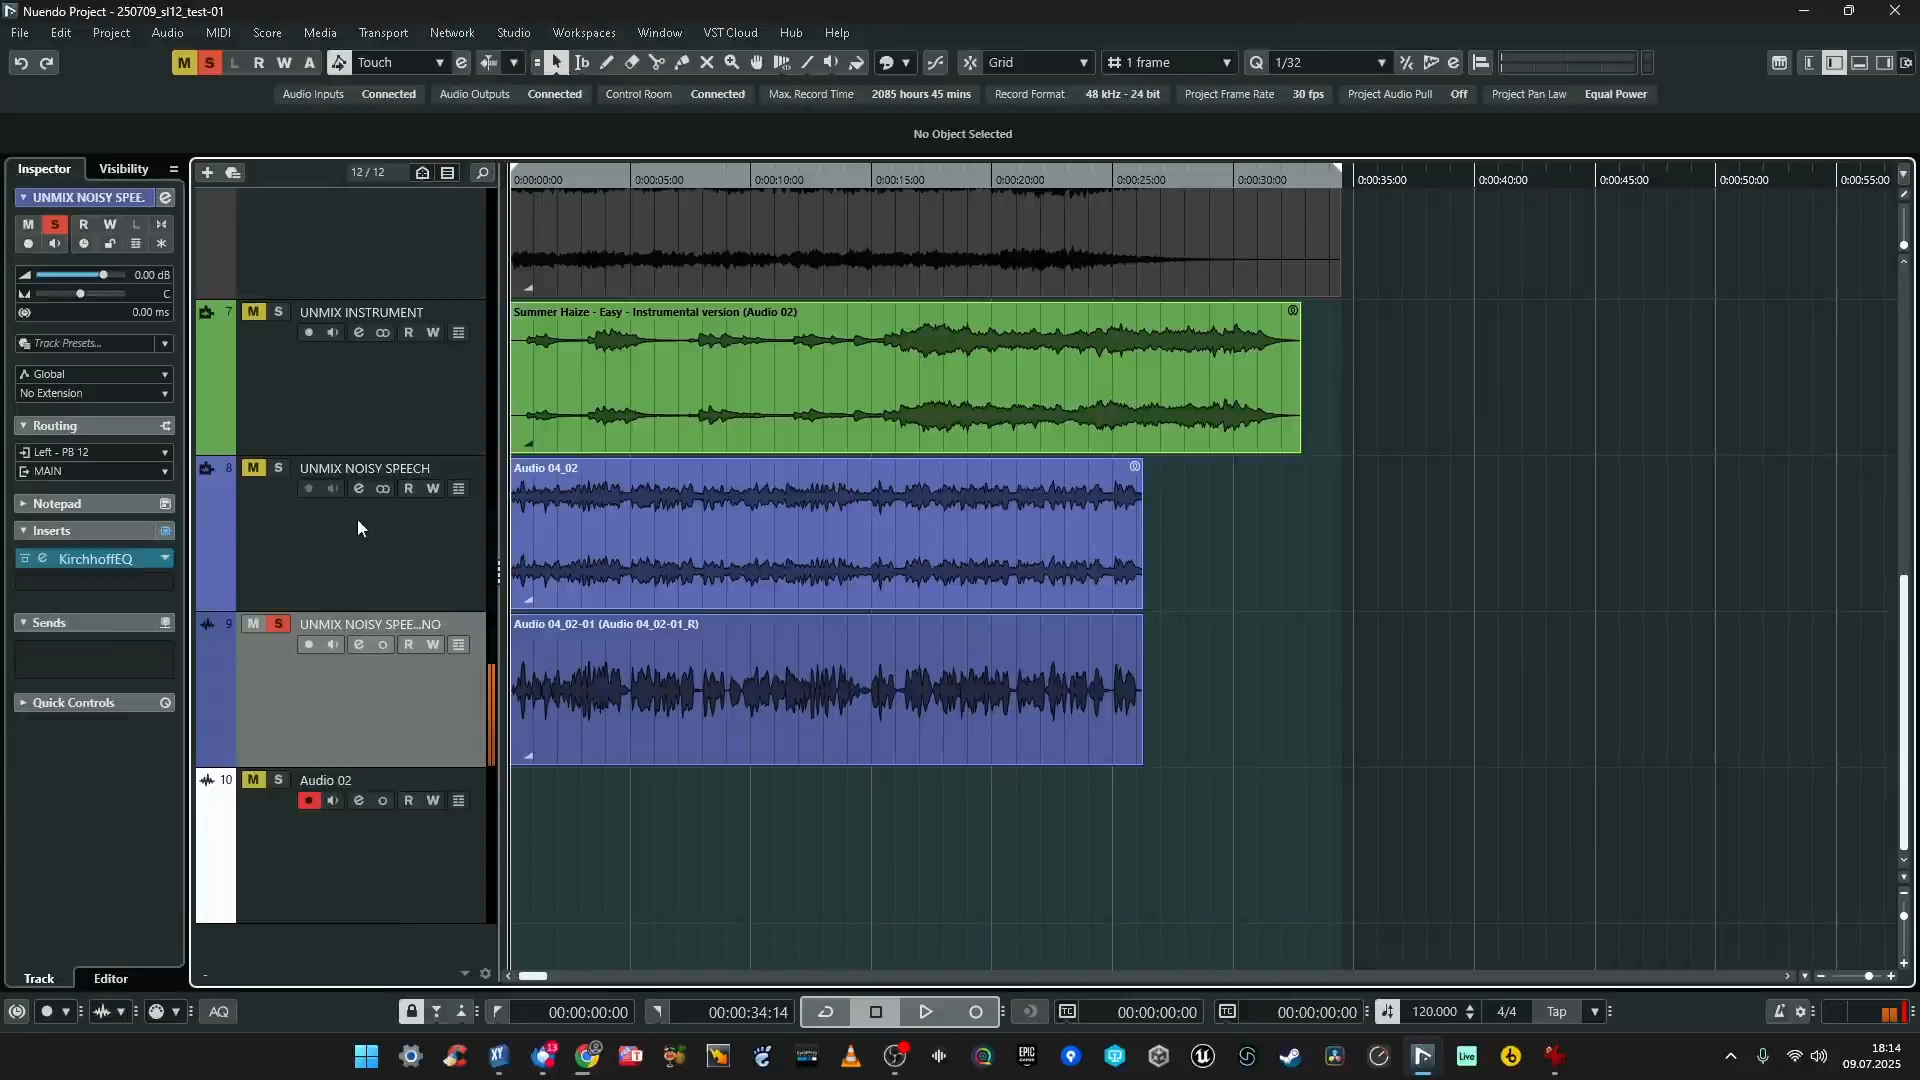 Nuendo Project - 250709_sl12_test-01
File Edit Project Audio MIDI Score Media Transport Network Studio Workspaces Window VST Cloud Hub Help
M S L R W A Touch Grid 1 frame Q 1/32
Audio Inputs Connected Audio Outputs Connected Control Room Connected Max. Record Time 2085 hours 45 mins Record Format 48 kHz - 24 bit Project Frame Rate 30 fps Project Audio Pull Off Project Pan Law Equal Power
No Object Selected
Inspector Visibility
12 / 12
0:00:00:00 0:00:05:00 0:00:10:00 0:00:15:00 0:00:20:00 0:00:25:00 0:00:30:00 0:00:35:00 0:00:40:00 0:00:45:00 0:00:50:00 0:00:55:00
UNMIX NOISY SPEE.
M S R W L
0.00 dB
C
0.00 ms
Track Presets...
Global
No Extension
Routing
Left - PB 12
MAIN
Notepad
Inserts
KirchhoffEQ
Sends
Quick Controls
7 M S UNMIX INSTRUMENT
R W
Summer Haize - Easy - Instrumental version (Audio 02)
8 M S UNMIX NOISY SPEECH
R W
Audio 04_02
9 M S UNMIX NOISY SPEE...NO
R W
Audio 04_02-01 (Audio 04_02-01_R)
10 M S Audio 02
R W
Track Editor
AQ 00:00:00:00 00:00:34:14 00:00:00:00 00:00:00:00 120.000 4/4 Tap
13
EPIC GAMES
Live
18:14
09.07.2025